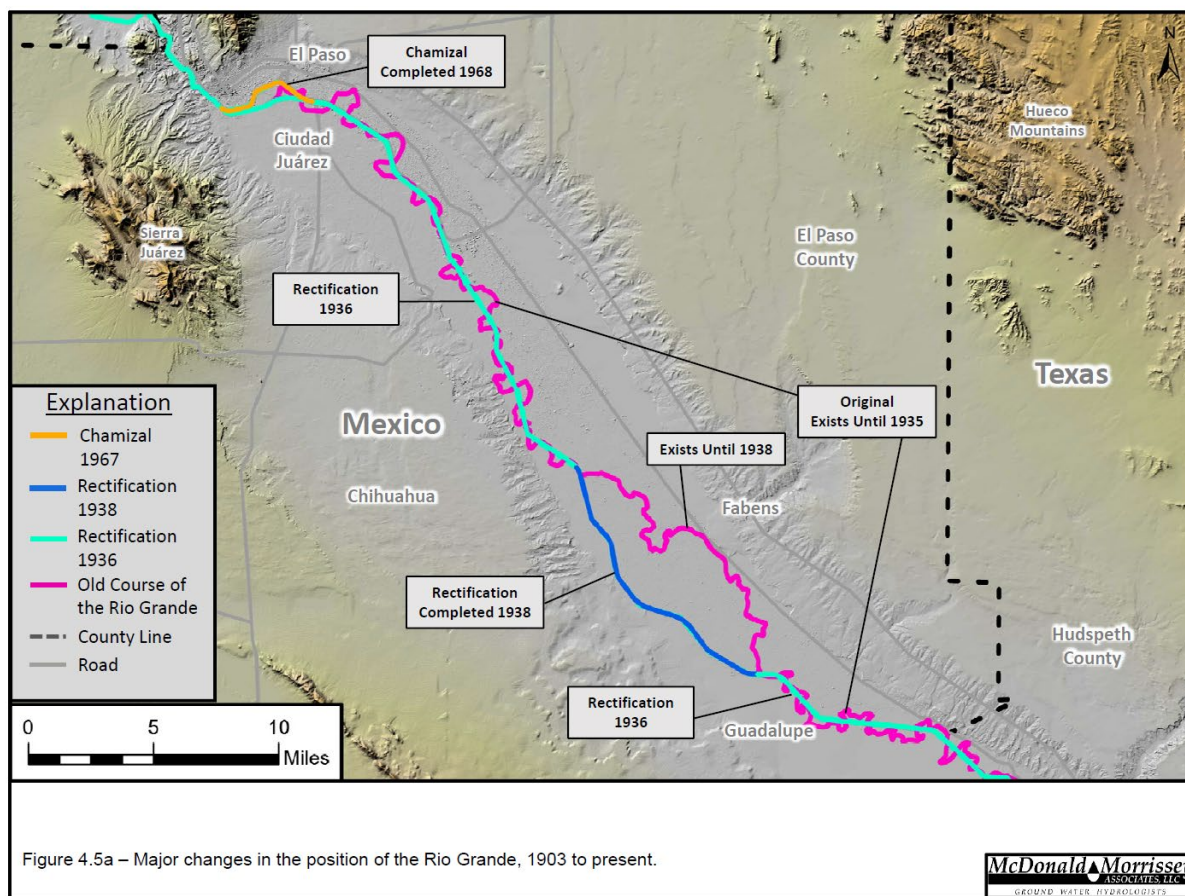 N
El Paso
Chamizal
Completed 1968
Hueco
Mountains
Ciudad
Juárez
Sierra
Juárez
El Paso
County
Rectification
1936
Texas
Original
Exists Until 1935
Mexico
Exists Until 1938
Chihuahua
Fabens
Rectification
Completed 1938
Hudspeth
County
Rectification
1936
Guadalupe
Explanation
Chamizal
1967
Rectification
1938
Rectification
1936
Old Course of
the Rio Grande
County Line
Road
0 5 10
Miles
Figure 4.5a – Major changes in the position of the Rio Grande, 1903 to present.
McDonald Morrisset
ASSOCIATES, LLC
GROUND WATER HYDROLOGISTS